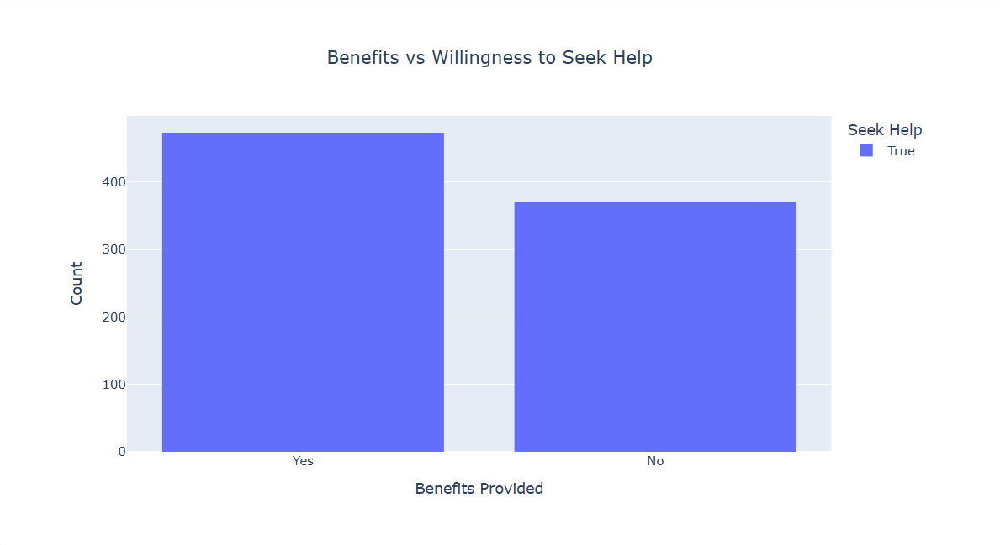 Benefits vs Willingness to Seek Help
Seek Help
True
400
300
200
100
0
Count
Yes
No
Benefits Provided